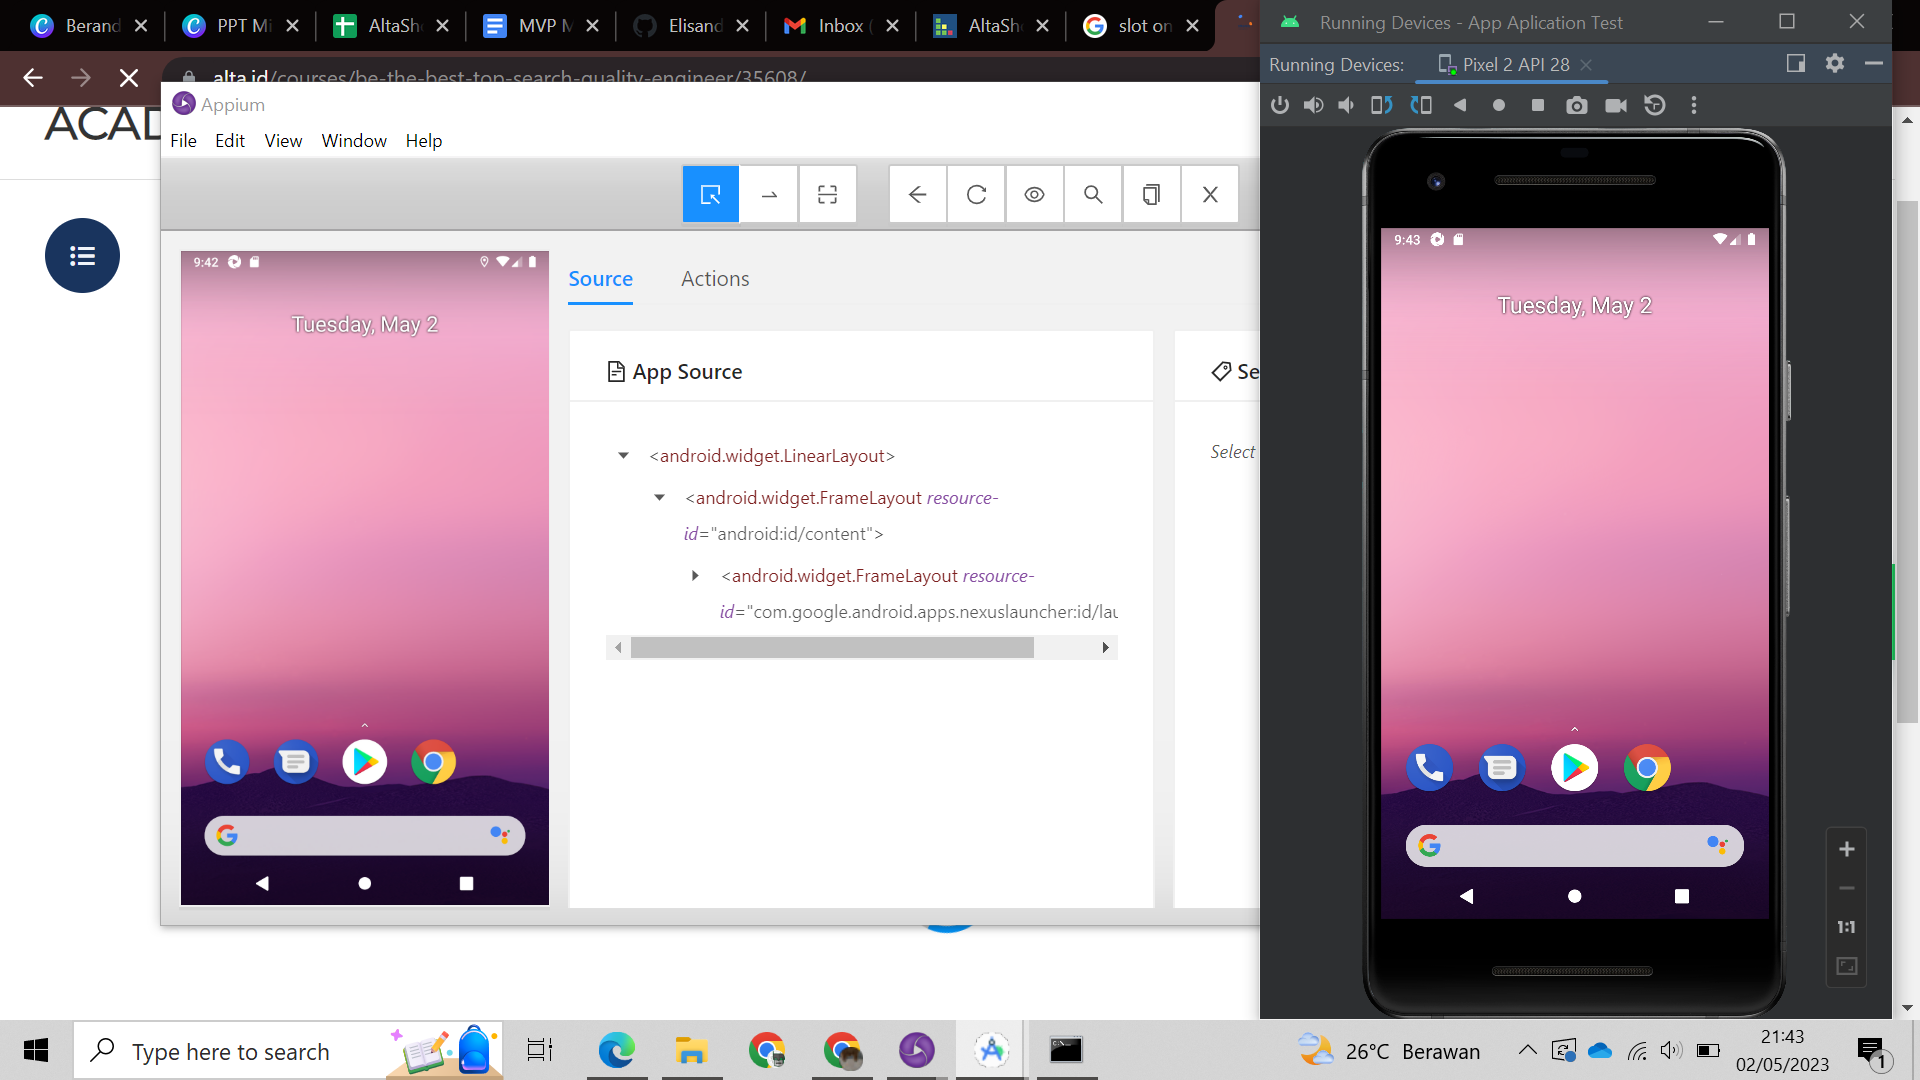 Berand
PPT Mi
AltaSh
MVP M
Elisand
Inbox (
AltaSh
slot on
Running Devices - App Aplication Test
alta.id/courses/be-the-best-top-search-quality-engineer/35608/
Running Devices:
Pixel 2 API 28
ACAD
Appium
File
Edit
View
Window
Help
9:42
Tuesday, May 2
Source
Actions
App Source
Se
<android.widget.LinearLayout>
<android.widget.FrameLayout resource-
id="android:id/content">
<android.widget.FrameLayout resource-
id="com.google.android.apps.nexuslauncher:id/lau
Select
9:43
Tuesday, May 2
1:1
Type here to search
26°C Berawan
21:43
02/05/2023
1